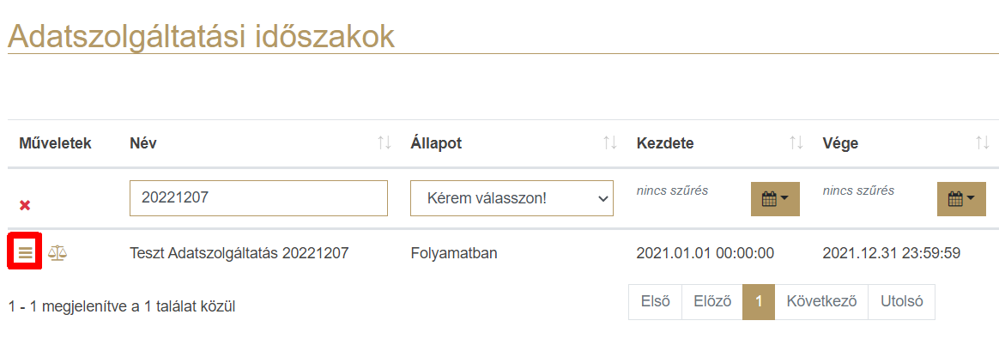 Adatszolgáltatási időszakok
Műveletek Név Állapot Kezdete Vége
20221207 Kérem válasszon! nincs szűrés nincs szűrés
Teszt Adatszolgáltatás 20221207 Folyamatban 2021.01.01 00:00:00 2021.12.31 23:59:59
1 - 1 megjelenítve a 1 találat közül Első Előző 1 Következő Utolsó